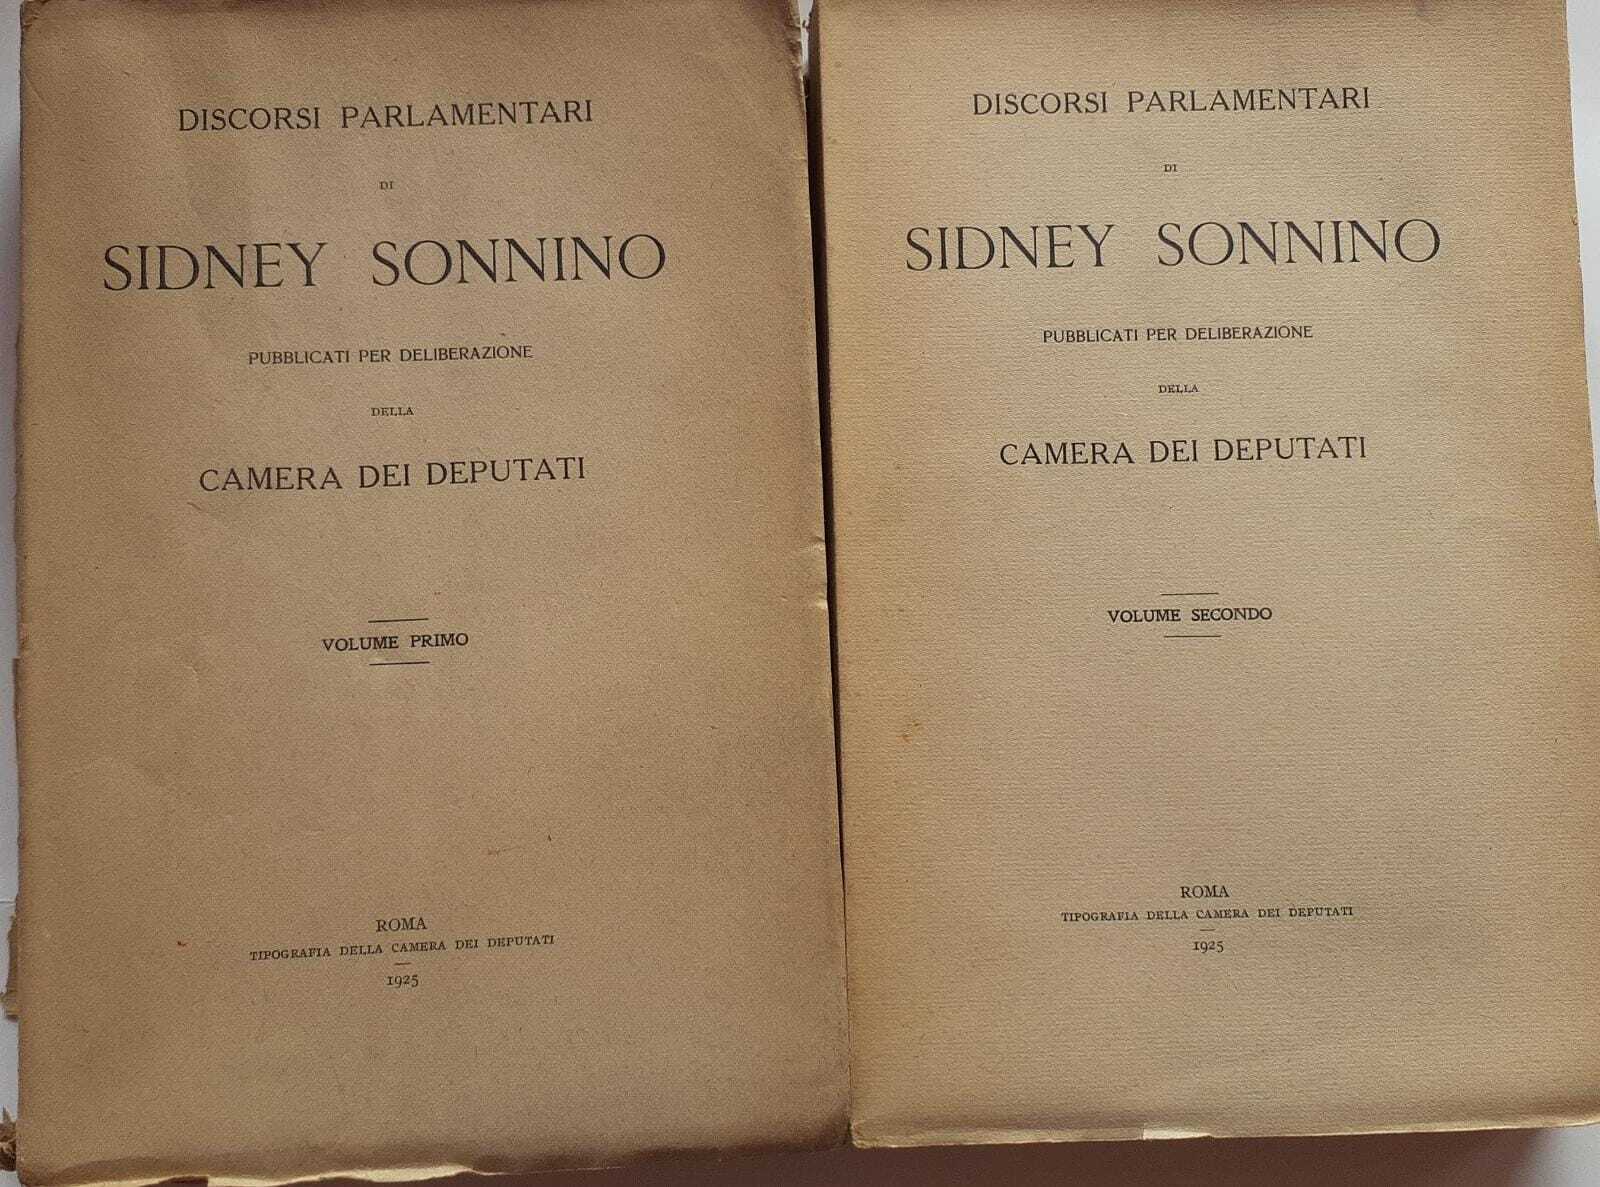 DISCORSI PARLAMENTARI
DI
SIDNEY SONNINO
PUBBLICATI PER DELIBERAZIONE
DELLA
CAMERA DEI DEPUTATI
VOLUME PRIMO
ROMA
TIPOGRAFIA DELLA CAMERA DEI DEPUTATI
1925
DISCORSI PARLAMENTARI
DI
SIDNEY SONNINO
PUBBLICATI PER DELIBERAZIONE
DELLA
CAMERA DEI DEPUTATI
VOLUME SECONDO
ROMA
TIPOGRAFIA DELLA CAMERA DEI DEPUTATI
1925